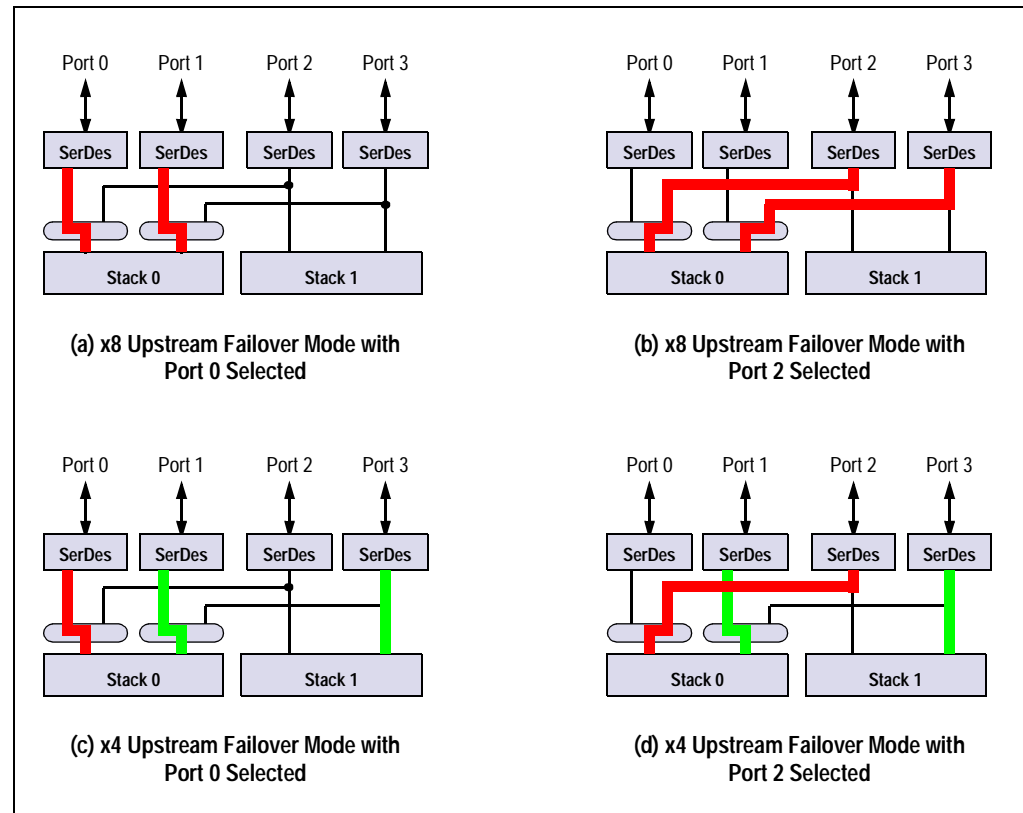 Port 0 Port 1 Port 2 Port 3
SerDes SerDes SerDes SerDes
Stack 0 Stack 1
(a) x8 Upstream Failover Mode with
Port 0 Selected
Port 0 Port 1 Port 2 Port 3
SerDes SerDes SerDes SerDes
Stack 0 Stack 1
(b) x8 Upstream Failover Mode with
Port 2 Selected
Port 0 Port 1 Port 2 Port 3
SerDes SerDes SerDes SerDes
Stack 0 Stack 1
(c) x4 Upstream Failover Mode with
Port 0 Selected
Port 0 Port 1 Port 2 Port 3
SerDes SerDes SerDes SerDes
Stack 0 Stack 1
(d) x4 Upstream Failover Mode with
Port 2 Selected